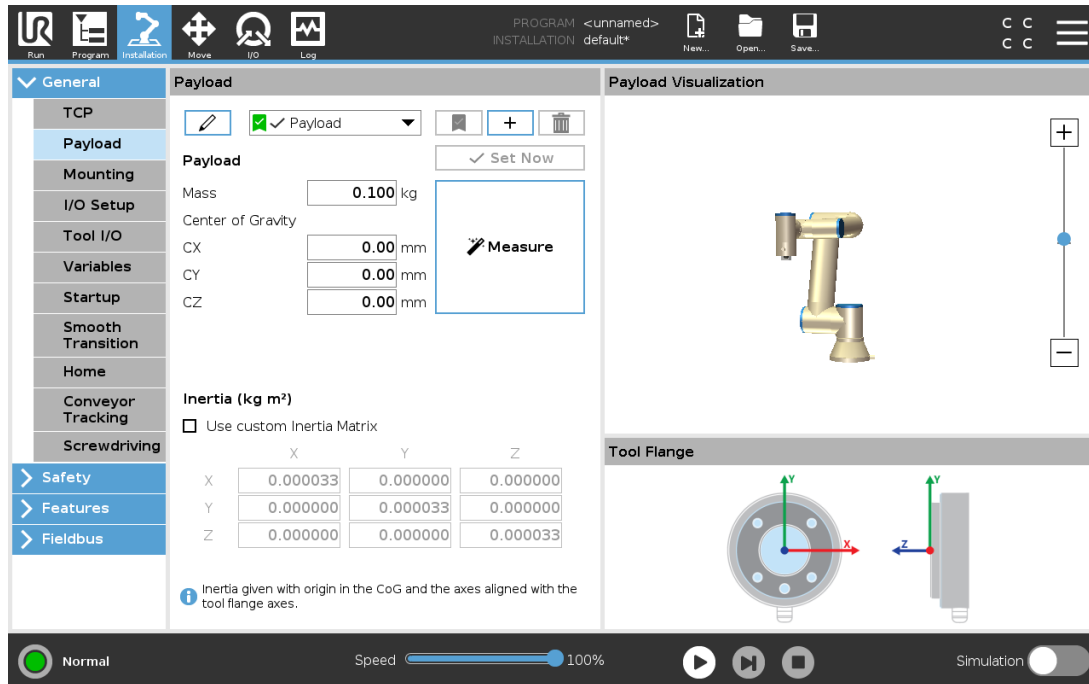 PROGRAM <unnamed>
INSTALLATION default*
Run
Program
Installation
Move
I/O
Log
New...
Open...
Save...
C C
C C
General
TCP
Payload
Mounting
I/O Setup
Tool I/O
Variables
Startup
Smooth
Transition
Home
Conveyor
Tracking
Screwdriving
Safety
Features
Fieldbus
Payload
Payload
+
Payload
Set Now
Mass 0.100 kg
Center of Gravity
CX 0.00 mm
CY 0.00 mm
CZ 0.00 mm
Measure
Inertia (kg m²)
Use custom Inertia Matrix
X Y Z
X 0.000033 0.000000 0.000000
Y 0.000000 0.000033 0.000000
Z 0.000000 0.000000 0.000033
Inertia given with origin in the CoG and the axes aligned with the
tool flange axes.
Payload Visualization
+
−
Tool Flange
Y
X
Y
Z
Normal
Speed 100%
Simulation